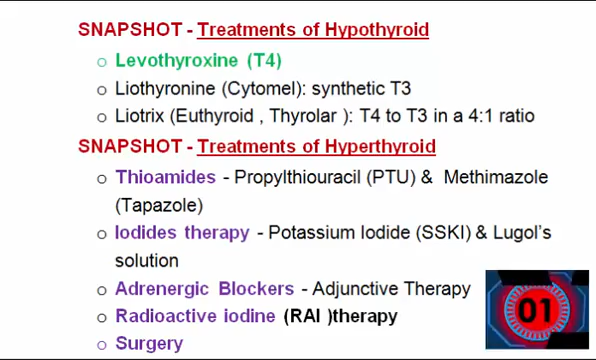 SNAPSHOT - Treatments of Hypothyroid
o Levothyroxine (T4)
o Liothyronine (Cytomel): synthetic T3
o Liotrix (Euthyroid , Thyrolar ): T4 to T3 in a 4:1 ratio
SNAPSHOT - Treatments of Hyperthyroid
o Thioamides - Propylthiouracil (PTU) & Methimazole
(Tapazole)
o Iodides therapy - Potassium Iodide (SSKI) & Lugol's
solution
o Adrenergic Blockers - Adjunctive Therapy
o Radioactive iodine (RAI )therapy
o Surgery
01